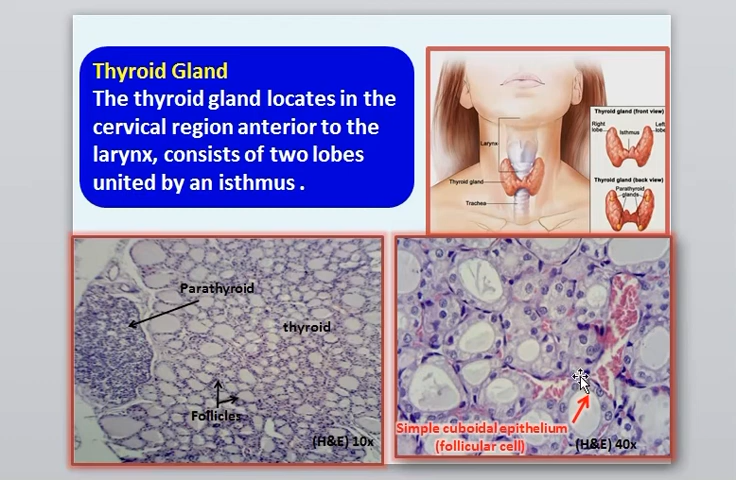 Thyroid Gland
The thyroid gland locates in the
cervical region anterior to the
larynx, consists of two lobes
united by an isthmus .
Larynx
Thyroid gland
Trachea
Thyroid gland (front view)
Right lobe
Left lobe
Isthmus
Thyroid gland (back view)
Parathyroid
glands
Parathyroid
thyroid
Follicles
(H&E) 10x
Simple cuboidal epithelium
(follicular cell)
(H&E) 40x